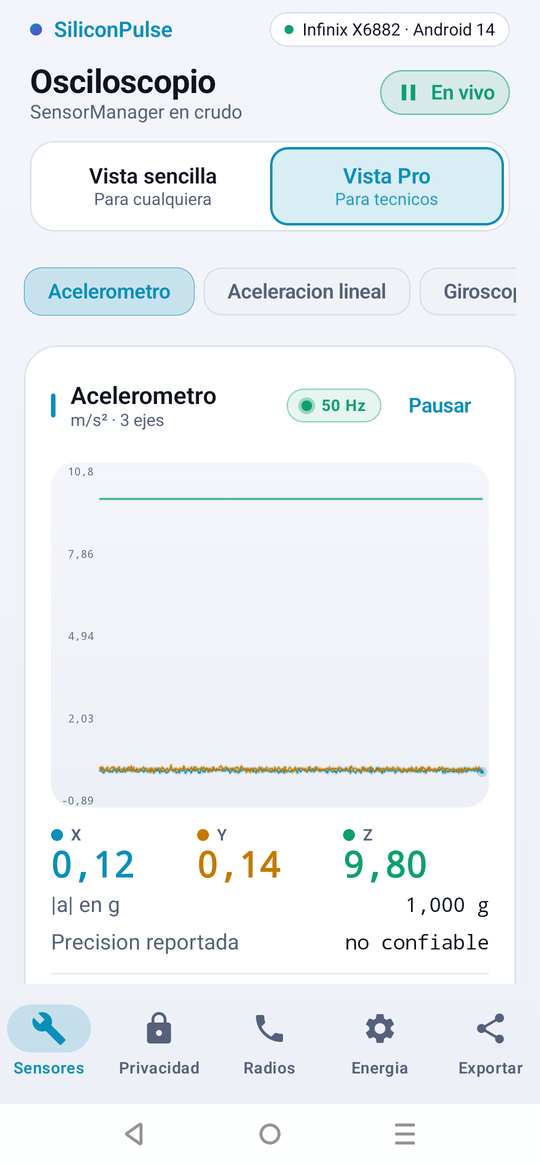 SiliconPulse
Infinix X6882 · Android 14
Osciloscopio
SensorManager en crudo
En vivo
Vista sencilla
Para cualquiera
Vista Pro
Para tecnicos
Acelerometro
Aceleracion lineal
Girosco
Acelerometro
m/s² · 3 ejes
50 Hz
Pausar
10,8
7,86
4,94
2,03
-0,89
X
Y
Z
0,12
0,14
9,80
|a| en g
1,000 g
Precision reportada
no confiable
Sensores
Privacidad
Radios
Energia
Exportar